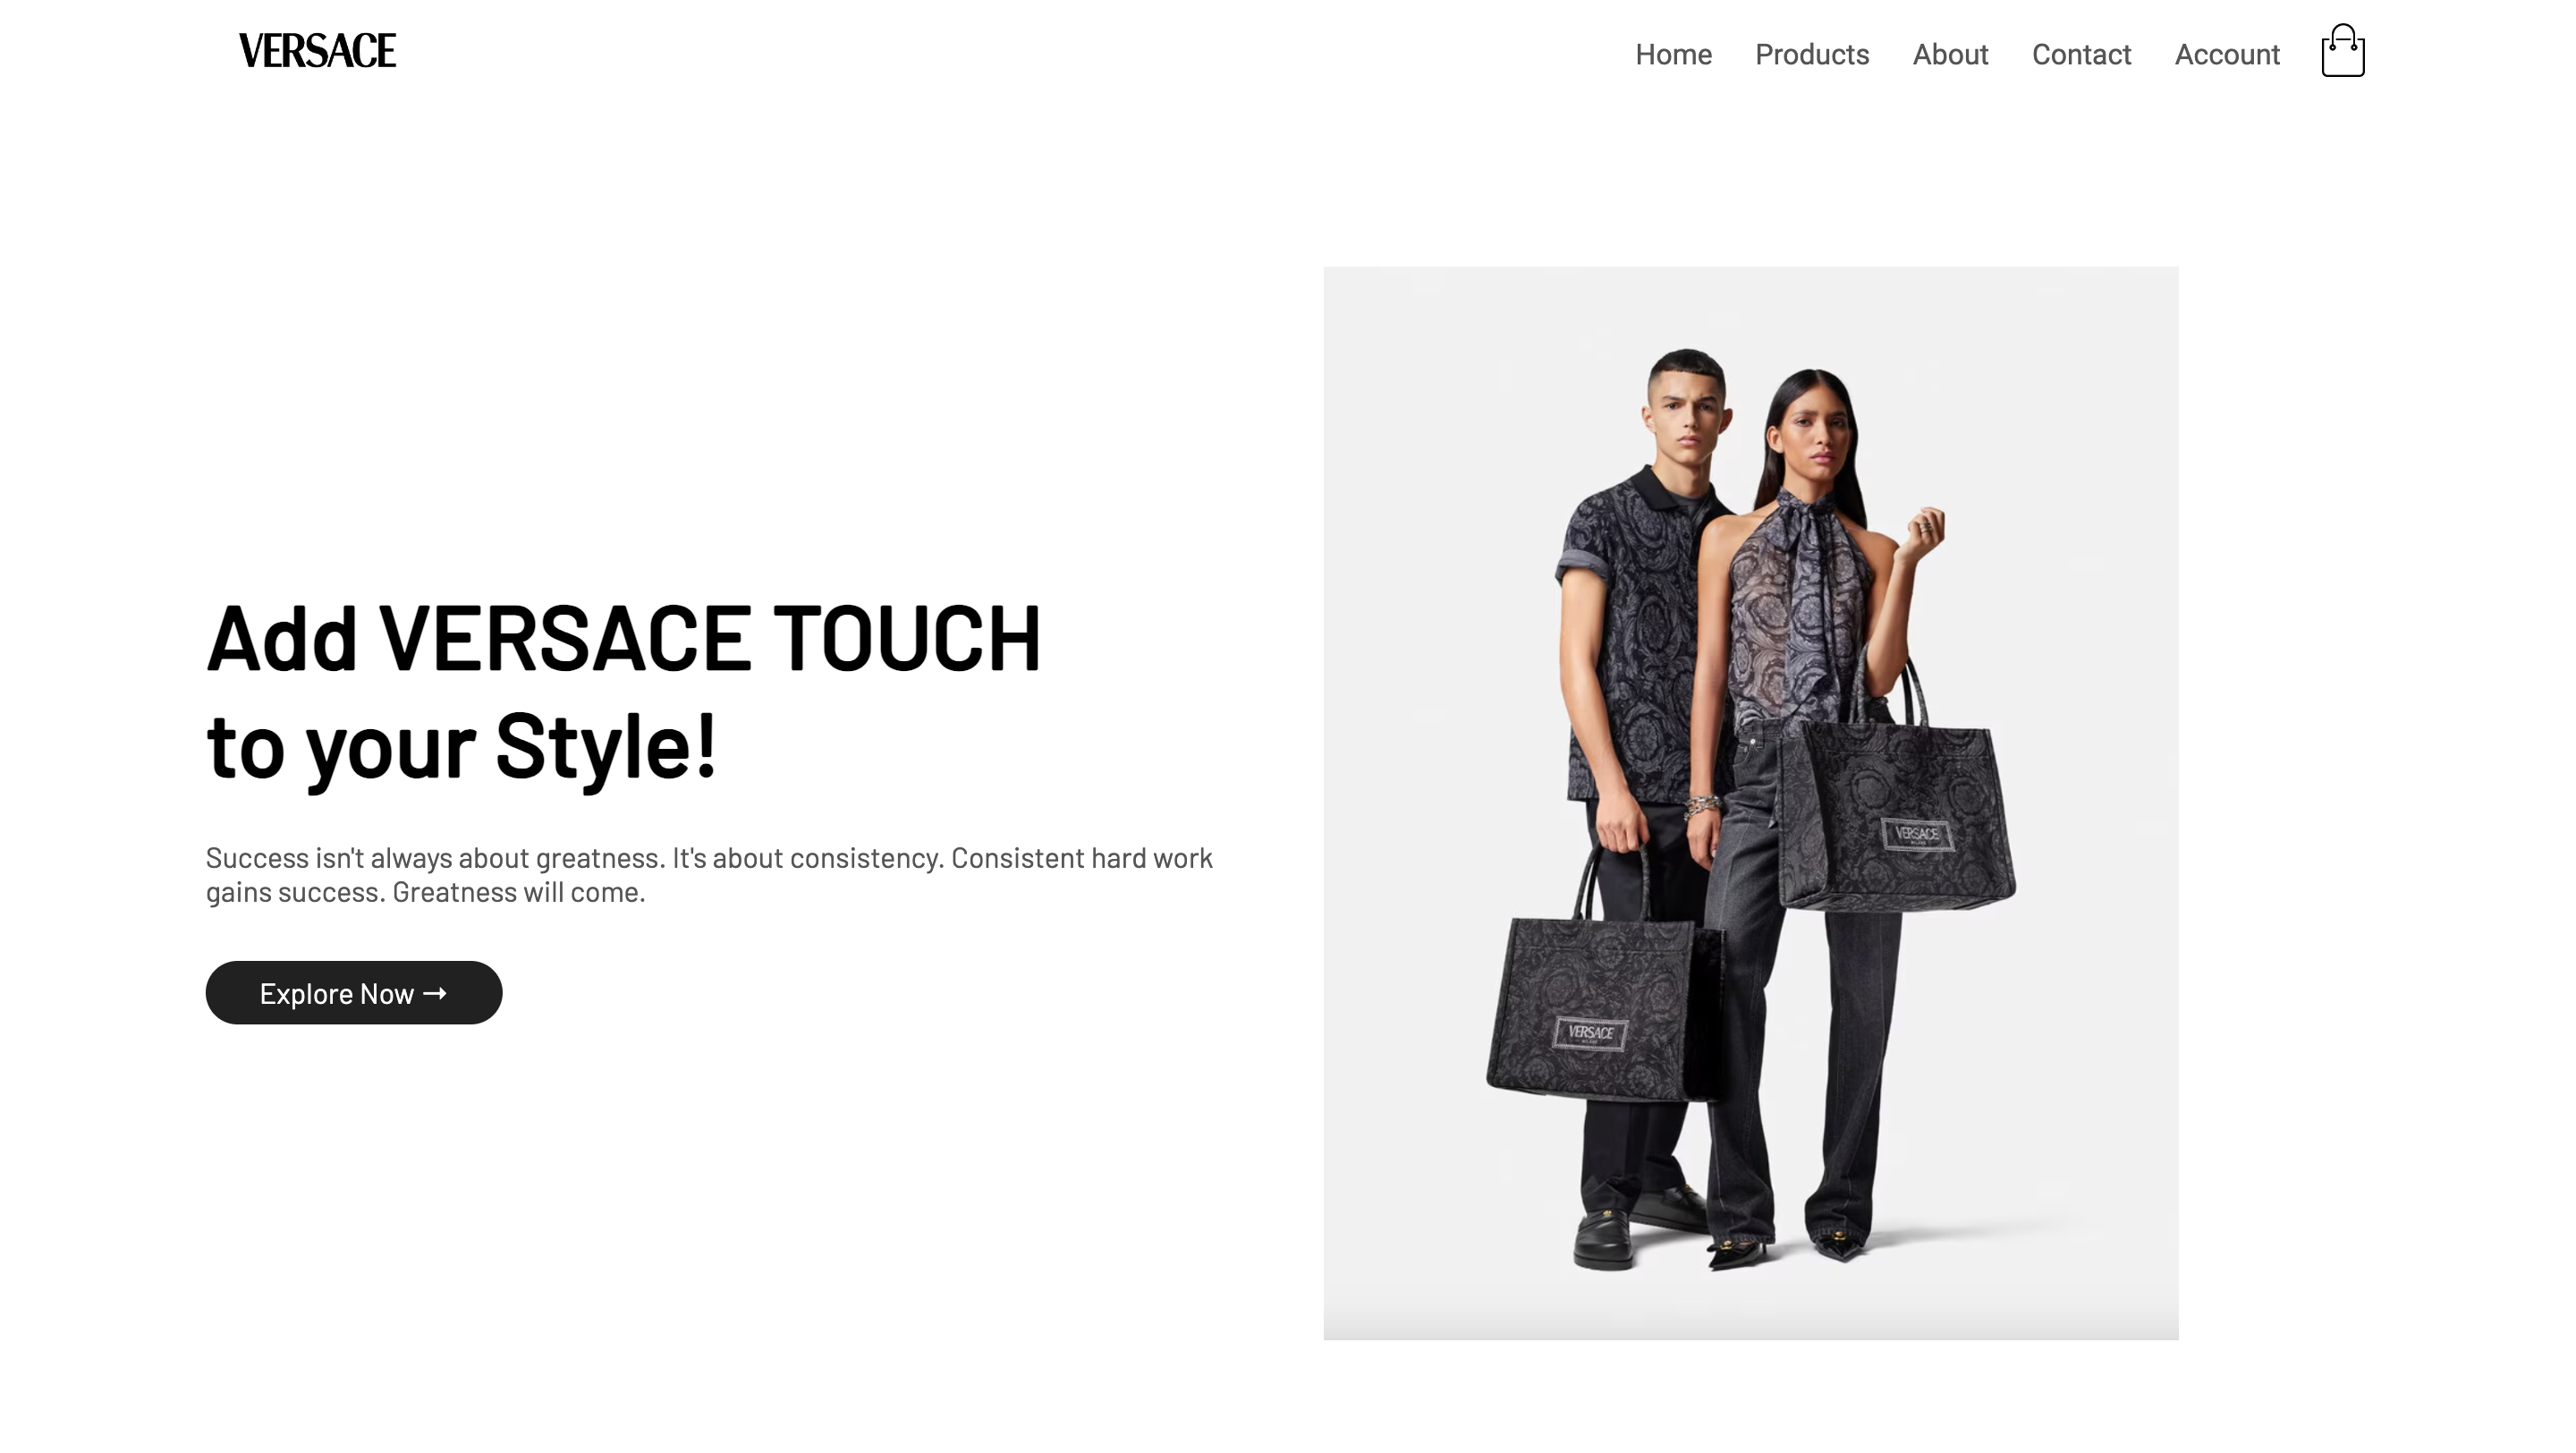 VERSACE
Home Products About Contact Account
Add VERSACE TOUCH
to your Style!
Success isn't always about greatness. It's about consistency. Consistent hard work
gains success. Greatness will come.
Explore Now →
VERSACE
VERSACE